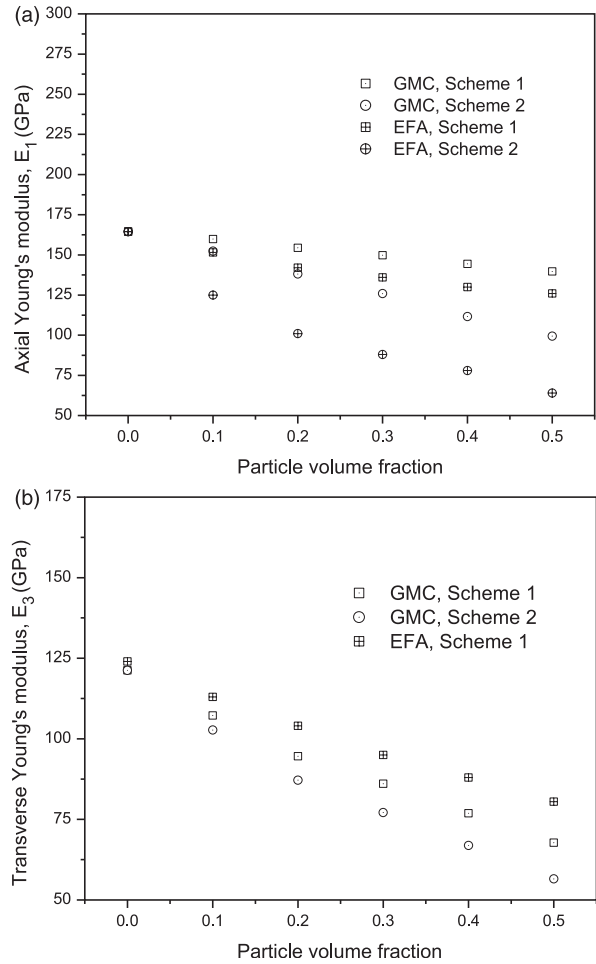 (a)
300
275
250
225
200
175
150
125
100
75
50
Axial Young's modulus, E1 (GPa)
GMC, Scheme 1
GMC, Scheme 2
EFA, Scheme 1
EFA, Scheme 2
0.0 0.1 0.2 0.3 0.4 0.5
Particle volume fraction
(b)
175
150
125
100
75
50
Transverse Young's modulus, E3 (GPa)
GMC, Scheme 1
GMC, Scheme 2
EFA, Scheme 1
0.0 0.1 0.2 0.3 0.4 0.5
Particle volume fraction